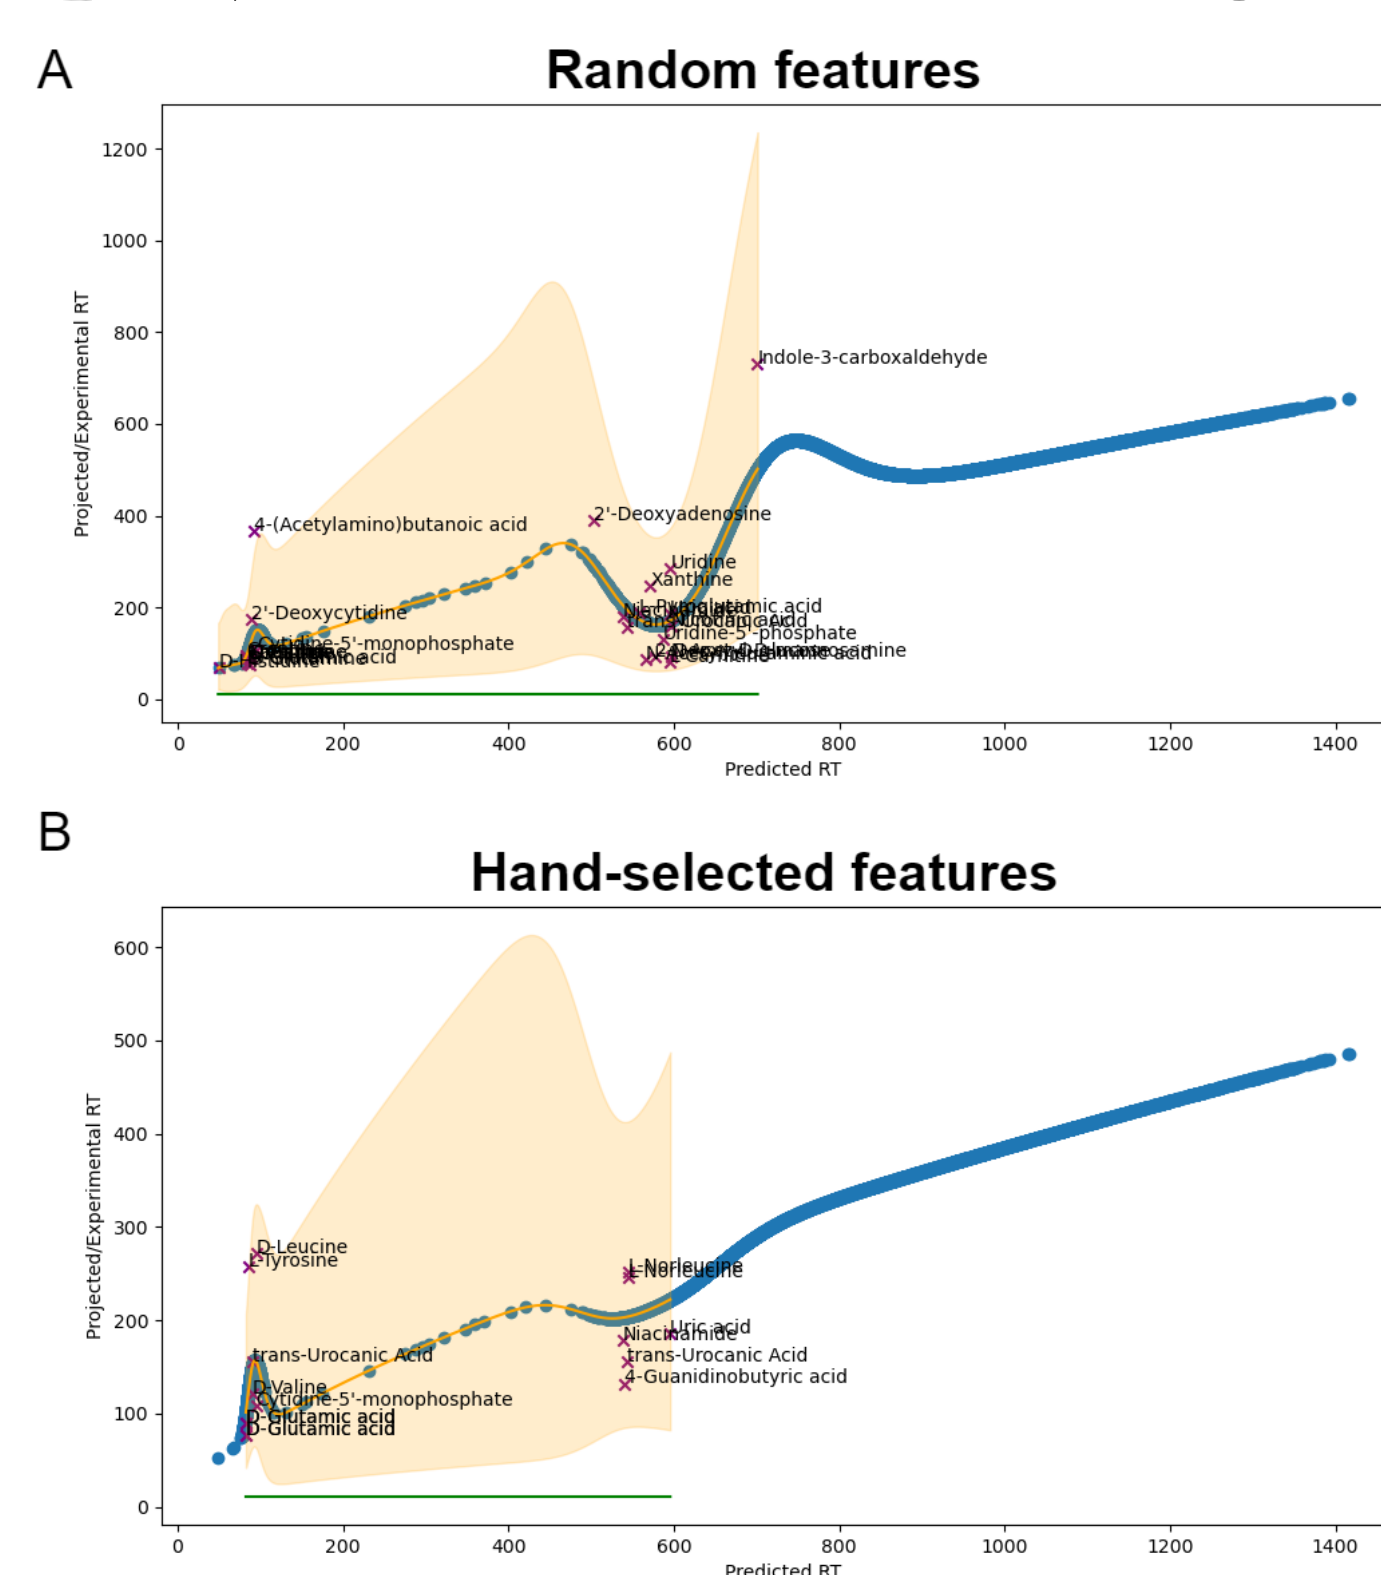 A
Random features
1200
1000
800
600
400
200
0
Projected/Experimental RT
Indole-3-carboxaldehyde
4-(Acetylamino)butanoic acid
2'-Deoxyadenosine
Uridine
Xanthine
2'-Deoxycytidine
Cytidine-5'-monophosphate
Uridine-5'-phosphate
L-Carnitine
0 200 400 600 800 1000 1200 1400
Predicted RT
B
Hand-selected features
600
500
400
300
200
100
0
Projected/Experimental RT
D-Leucine
L-Tyrosine
L-Norleucine
L-Norleucine
Uric acid
Niacinamide
trans-Urocanic Acid
trans-Urocanic Acid
4-Guanidinobutyric acid
D-Valine
Cytidine-5'-monophosphate
D-Glutamic acid
D-Glutamic acid
0 200 400 600 800 1000 1200 1400
Predicted RT